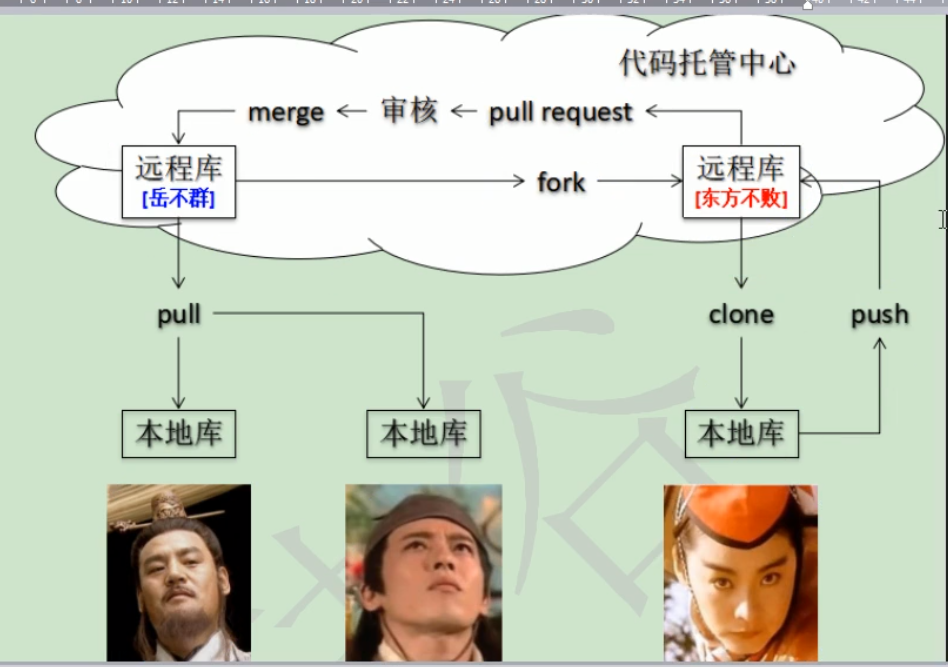 代码托管中心
merge
审核
pull request
远程库
[岳不群]
fork
远程库
[东方不败]
pull
clone
push
本地库
本地库
本地库